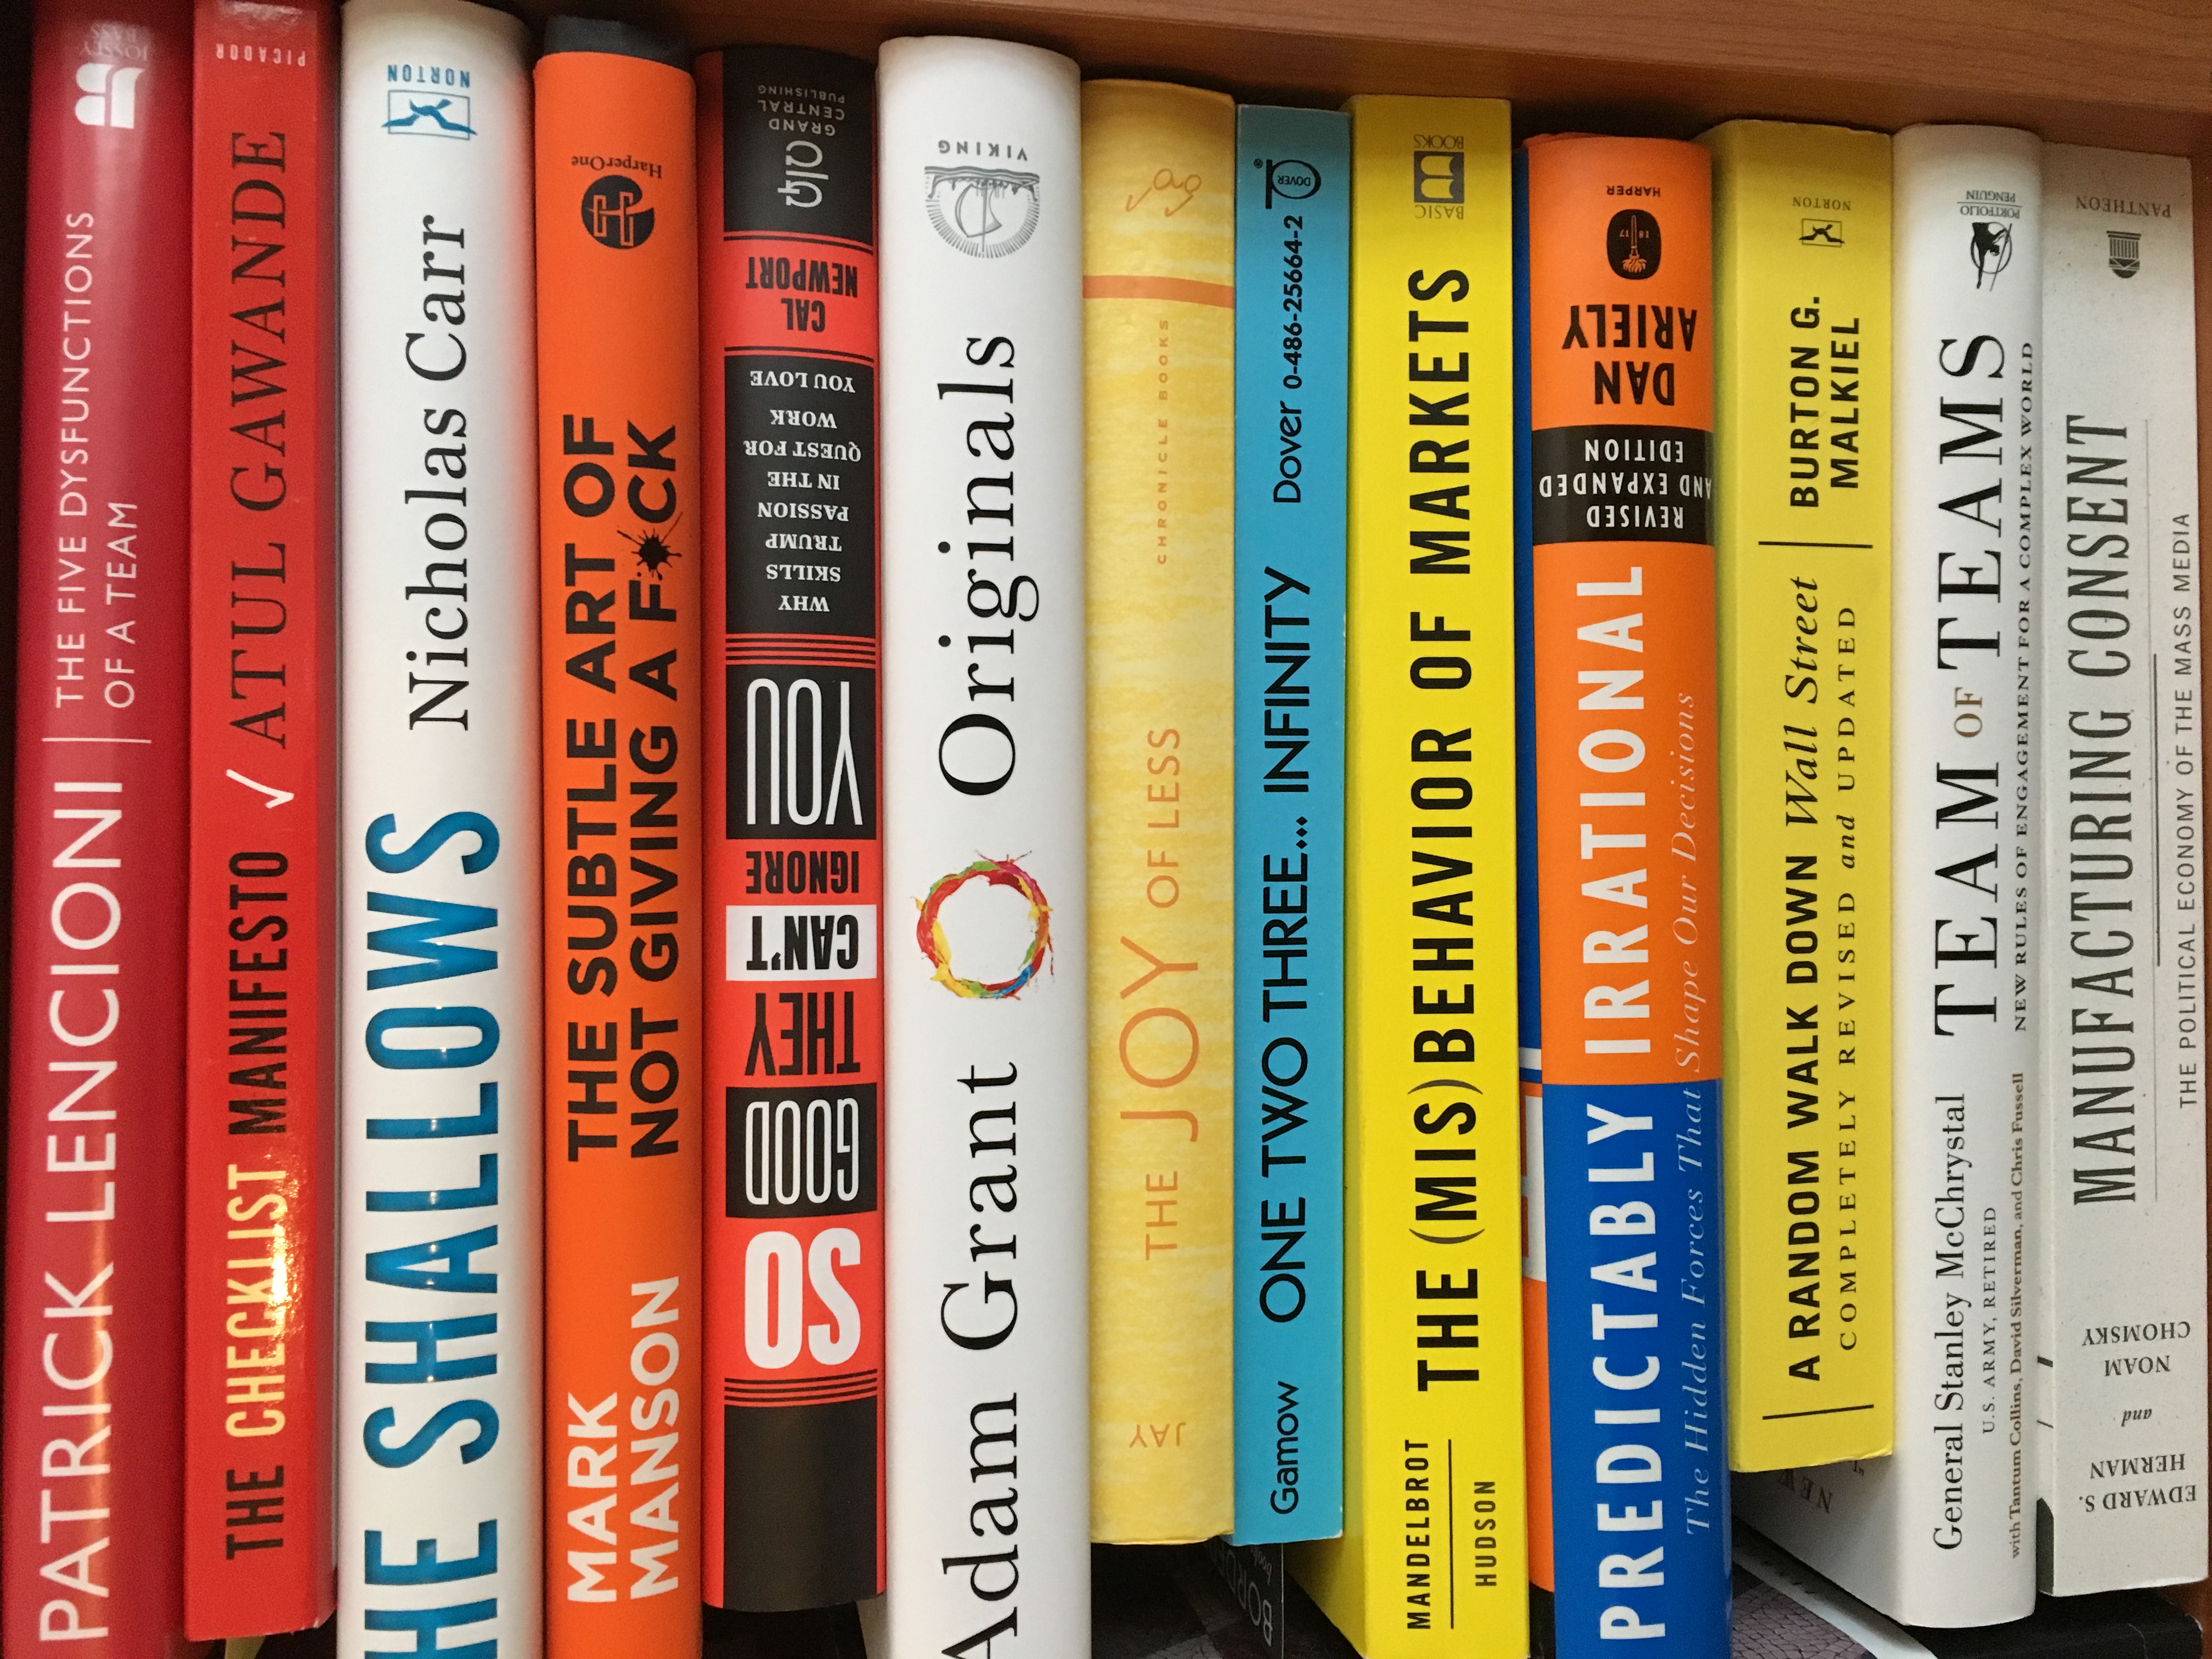 PATRICK LENCIONI
THE FIVE DYSFUNCTIONS
OF A TEAM
JB
JOSSEY
BASS
THE CHECKLIST MANIFESTO
ATUL GAWANDE
PICADOR
HE SHALLOWS
Nicholas Carr
NORTON
MARK
MANSON
THE SUBTLE ART OF
NOT GIVING A F*CK
HarperOne
SO
GOOD
THEY
CAN'T
IGNORE
YOU
WHY
SKILLS
TRUMP
PASSION
IN THE
QUEST FOR
WORK
YOU LOVE
CAL
NEWPORT
GC
GRAND
CENTRAL
PUBLISHING
Adam Grant
Originals
VIKING
JAY
THE JOY OF LESS
CHRONICLE BOOKS
BORDE
Gamow
ONE TWO THREE... INFINITY
Dover 0-486-25664-2
DOVER
®
MANDELBROT
HUDSON
THE (MIS)BEHAVIOR OF MARKETS
BASIC
B
BOOKS
PREDICTABLY IRRATIONAL
The Hidden Forces That Shape Our Decisions
REVISED
AND EXPANDED
EDITION
DAN
ARIELY
1817
HARPER
A RANDOM WALK DOWN Wall Street
COMPLETELY REVISED and UPDATED
BURTON G.
MALKIEL
NORTON
NEW
General Stanley McChrystal
U.S. ARMY, RETIRED
with Tantum Collins, David Silverman, and Chris Fussell
TEAM OF TEAMS
NEW RULES OF ENGAGEMENT FOR A COMPLEX WORLD
PORTFOLIO
PENGUIN
EDWARD S.
HERMAN
and
NOAM
CHOMSKY
MANUFACTURING CONSENT
THE POLITICAL ECONOMY OF THE MASS MEDIA
PANTHEON